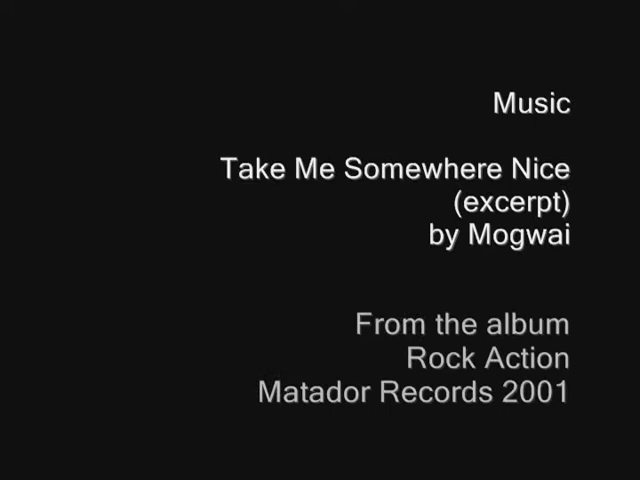 Music
Take Me Somewhere Nice
(excerpt)
by Mogwai
From the album
Rock Action
Matador Records 2001